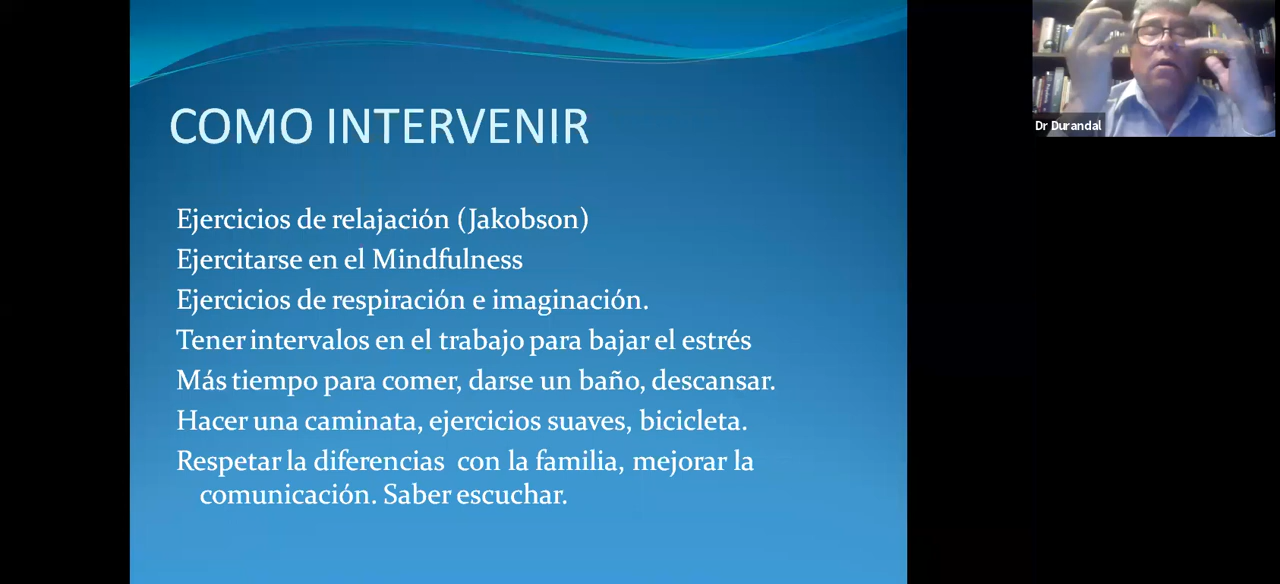 COMO INTERVENIR
Ejercicios de relajación (Jakobson)
Ejercitarse en el Mindfulness
Ejercicios de respiración e imaginación.
Tener intervalos en el trabajo para bajar el estrés
Más tiempo para comer, darse un baño, descansar.
Hacer una caminata, ejercicios suaves, bicicleta.
Respetar la diferencias con la familia, mejorar la
comunicación. Saber escuchar.
Dr Durandal